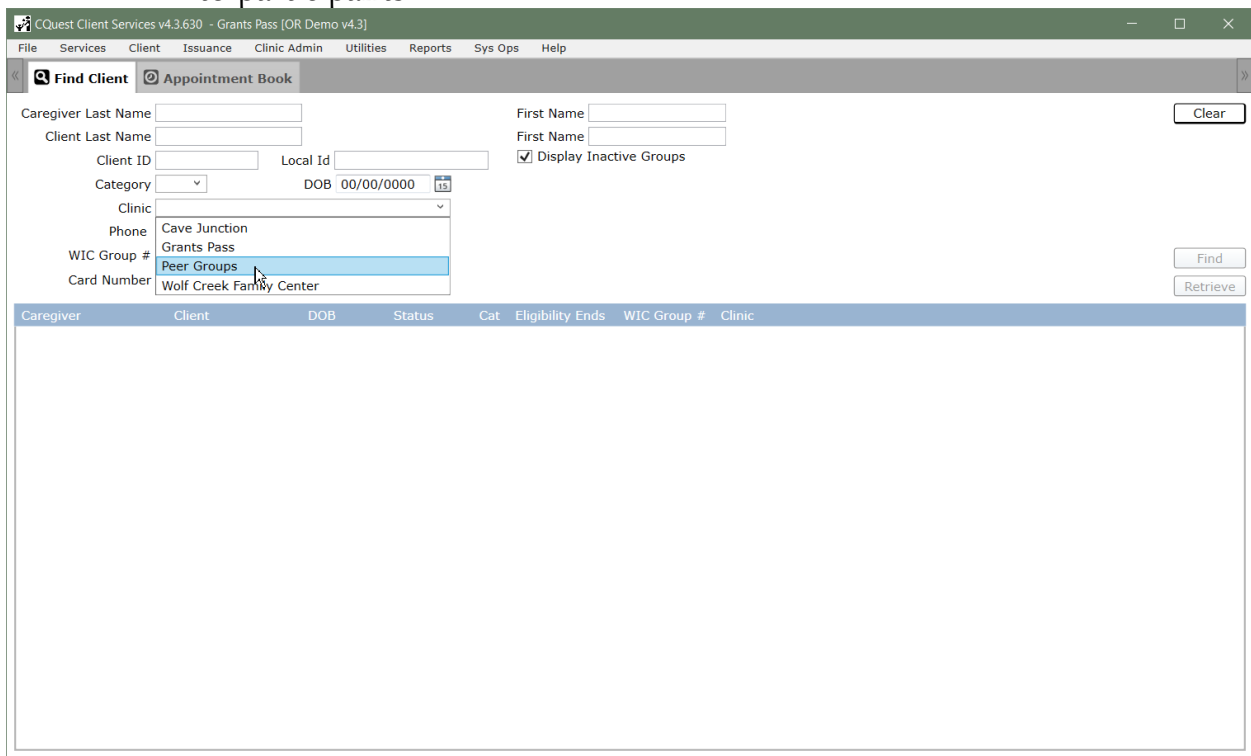 CQuest Client Services v4.3.630 - Grants Pass [OR Demo v4.3]
File Services Client Issuance Clinic Admin Utilities Reports Sys Ops Help
Find Client Appointment Book
Caregiver Last Name First Name Clear
Client Last Name First Name
Client ID Local Id Display Inactive Groups
Category DOB 00/00/0000 15
Clinic
Phone Cave Junction
Grants Pass
WIC Group # Find
Peer Groups
Card Number Wolf Creek Family Center Retrieve
Caregiver Client DOB Status Cat Eligibility Ends WIC Group # Clinic